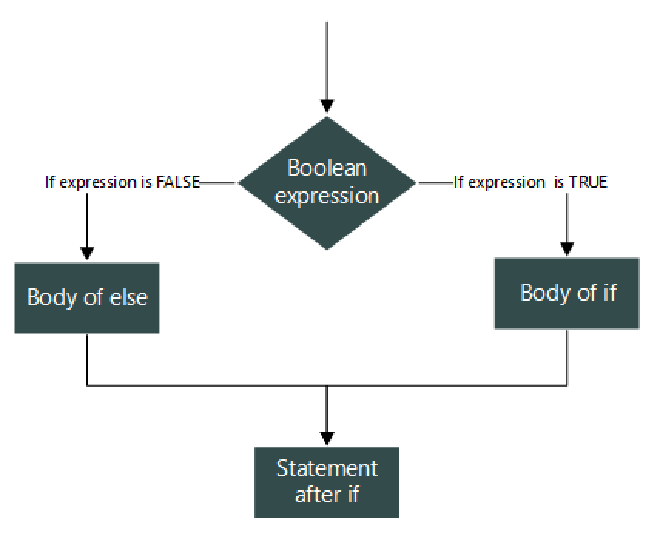 Boolean
expression
If expression is FALSE
If expression is TRUE
Body of else
Body of if
Statement
after if